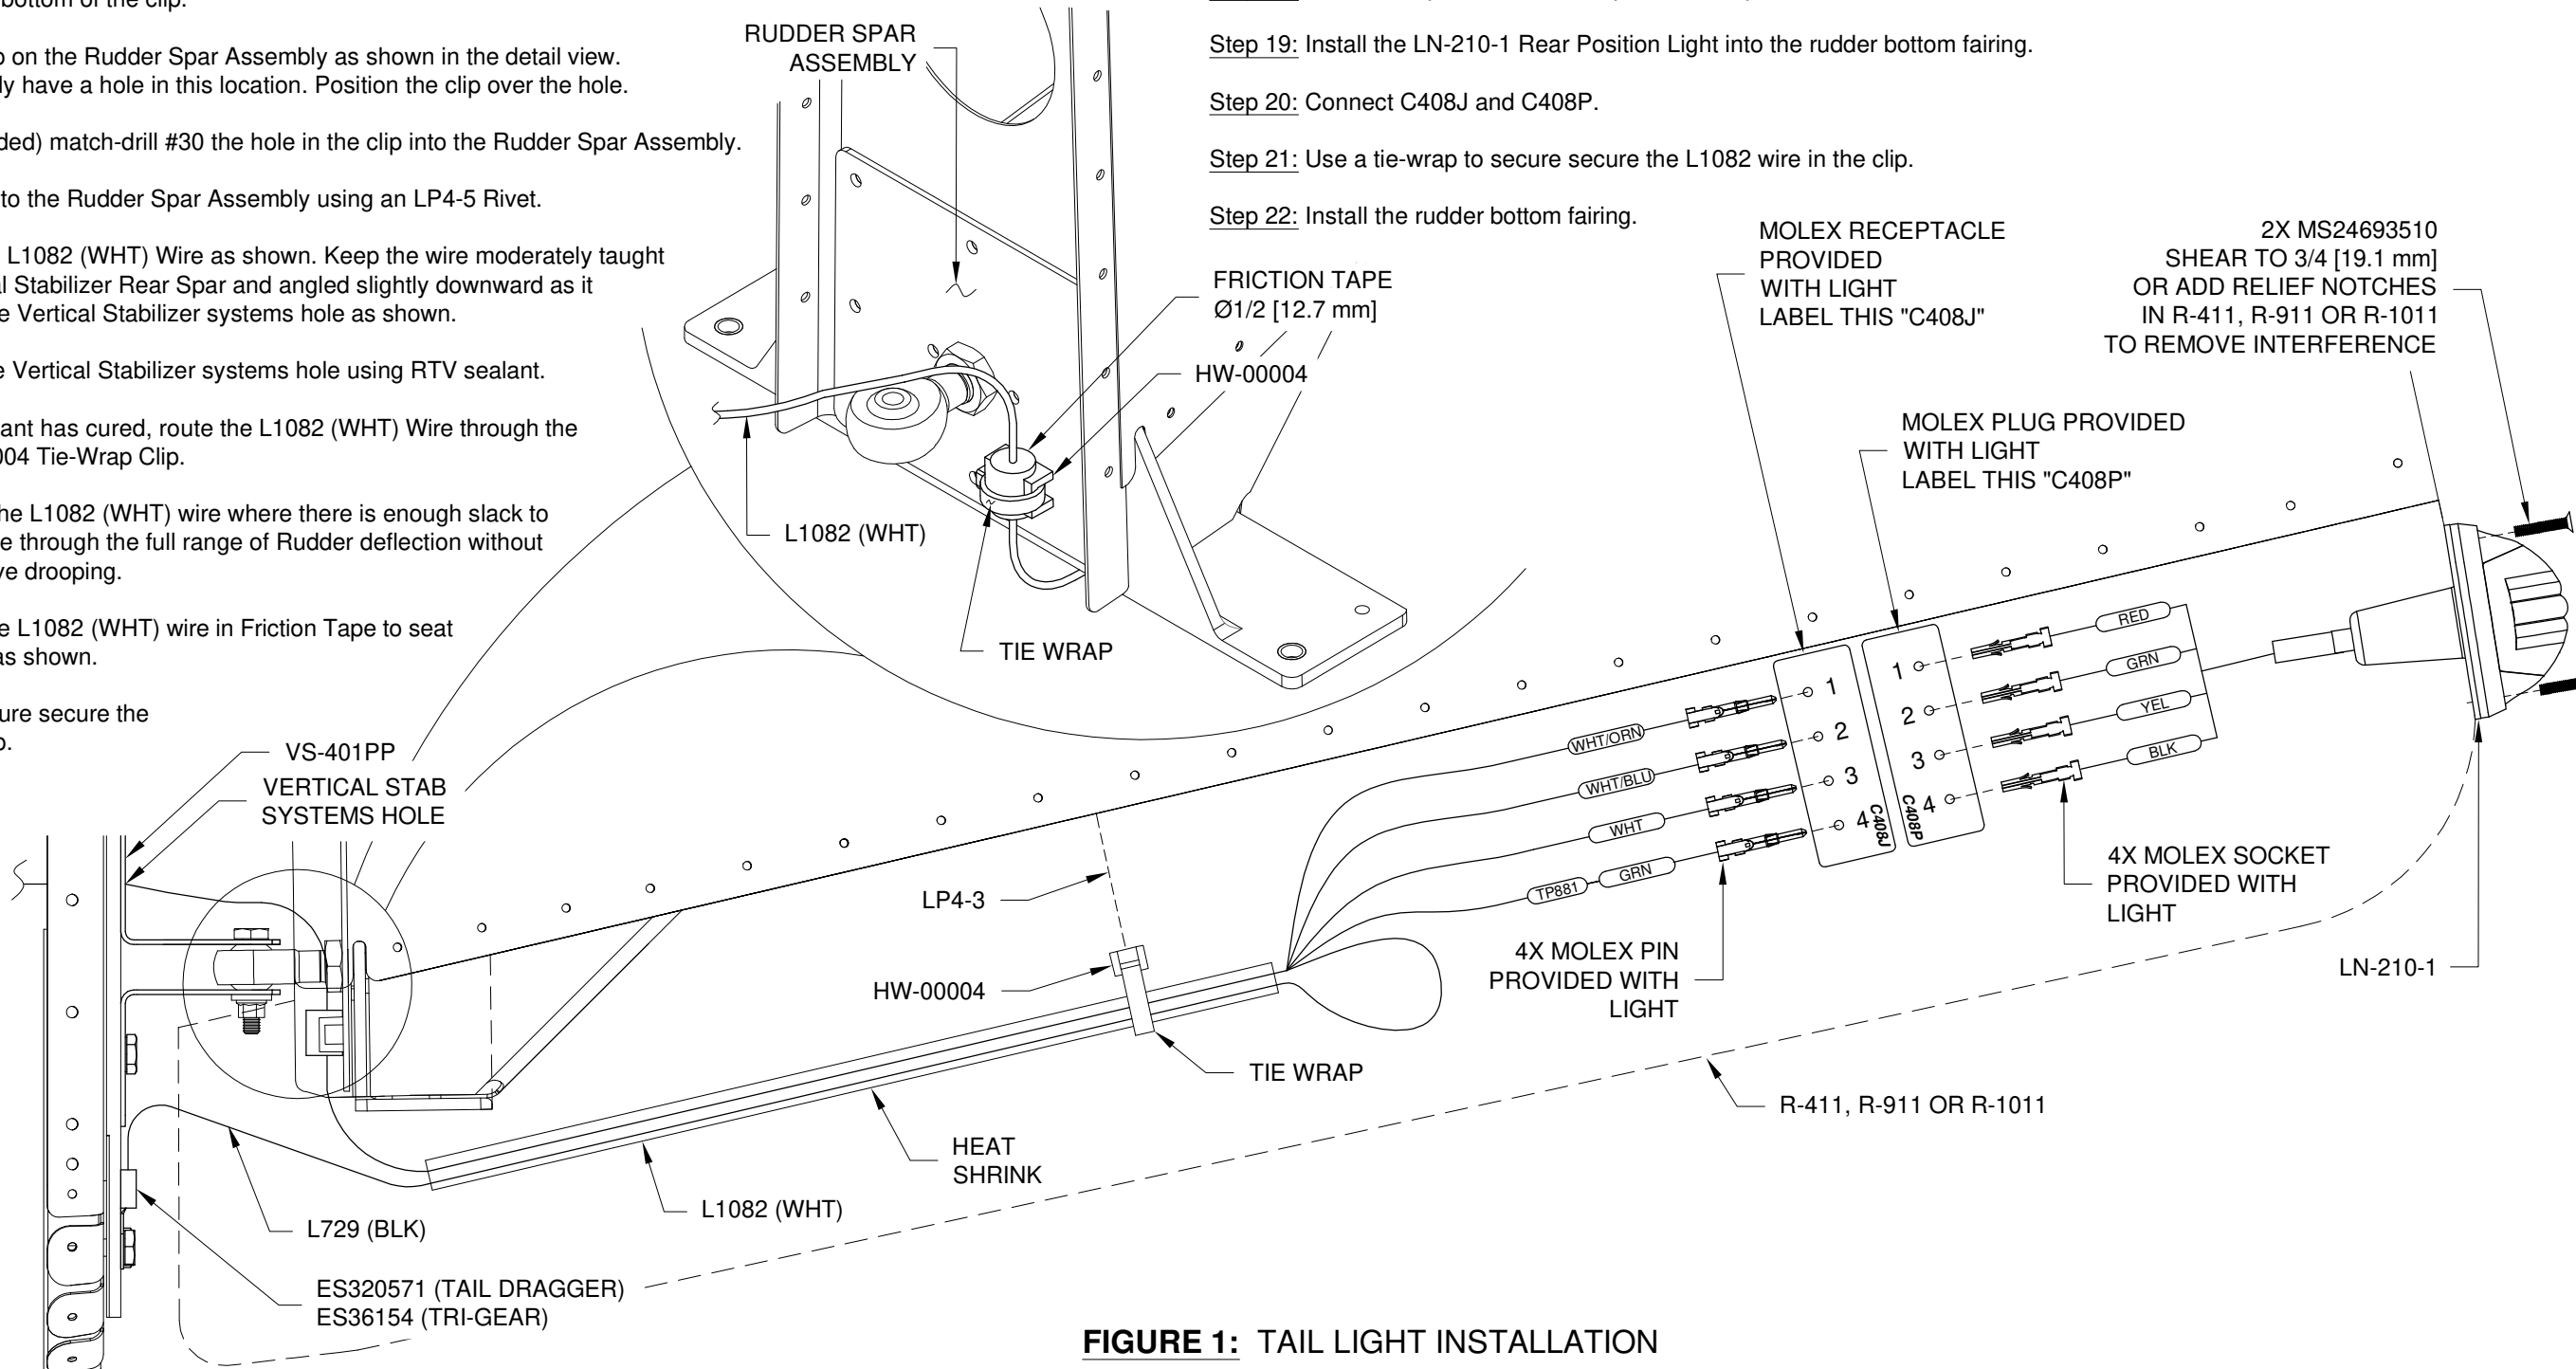 bottom of the clip.
on the Rudder Spar Assembly as shown in the detail view.
have a hole in this location. Position the clip over the hole.
match-drill #30 the hole in the clip into the Rudder Spar Assembly.
to the Rudder Spar Assembly using an LP4-5 Rivet.
L1082 (WHT) Wire as shown. Keep the wire moderately taught
Stabilizer Rear Spar and angled slightly downward as it
Vertical Stabilizer systems hole as shown.
Vertical Stabilizer systems hole using RTV sealant.
has cured, route the L1082 (WHT) Wire through the
Tie-Wrap Clip.
the L1082 (WHT) wire where there is enough slack to
through the full range of Rudder deflection without
drooping.
L1082 (WHT) wire in Friction Tape to seat
as shown.
secure the
Step 19: Install the LN-210-1 Rear Position Light into the rudder bottom fairing.
Step 20: Connect C408J and C408P.
Step 21: Use a tie-wrap to secure secure the L1082 wire in the clip.
Step 22: Install the rudder bottom fairing.
RUDDER SPAR
ASSEMBLY
FRICTION TAPE
Ø1/2 [12.7 mm]
HW-00004
L1082 (WHT)
TIE WRAP
MOLEX RECEPTACLE
PROVIDED
WITH LIGHT
LABEL THIS "C408J"
2X MS24693510
SHEAR TO 3/4 [19.1 mm]
OR ADD RELIEF NOTCHES
IN R-411, R-911 OR R-1011
TO REMOVE INTERFERENCE
MOLEX PLUG PROVIDED
WITH LIGHT
LABEL THIS "C408P"
VS-401PP
VERTICAL STAB
SYSTEMS HOLE
WHT/ORN
WHT/BLU
WHT
TP881 GRN
1
2
3
4
C408J
1
2
3
4
C408P
RED
GRN
YEL
BLK
LP4-3
HW-00004
TIE WRAP
4X MOLEX PIN
PROVIDED WITH
LIGHT
4X MOLEX SOCKET
PROVIDED WITH
LIGHT
LN-210-1
R-411, R-911 OR R-1011
HEAT
SHRINK
L1082 (WHT)
L729 (BLK)
ES320571 (TAIL DRAGGER)
ES36154 (TRI-GEAR)
FIGURE 1: TAIL LIGHT INSTALLATION